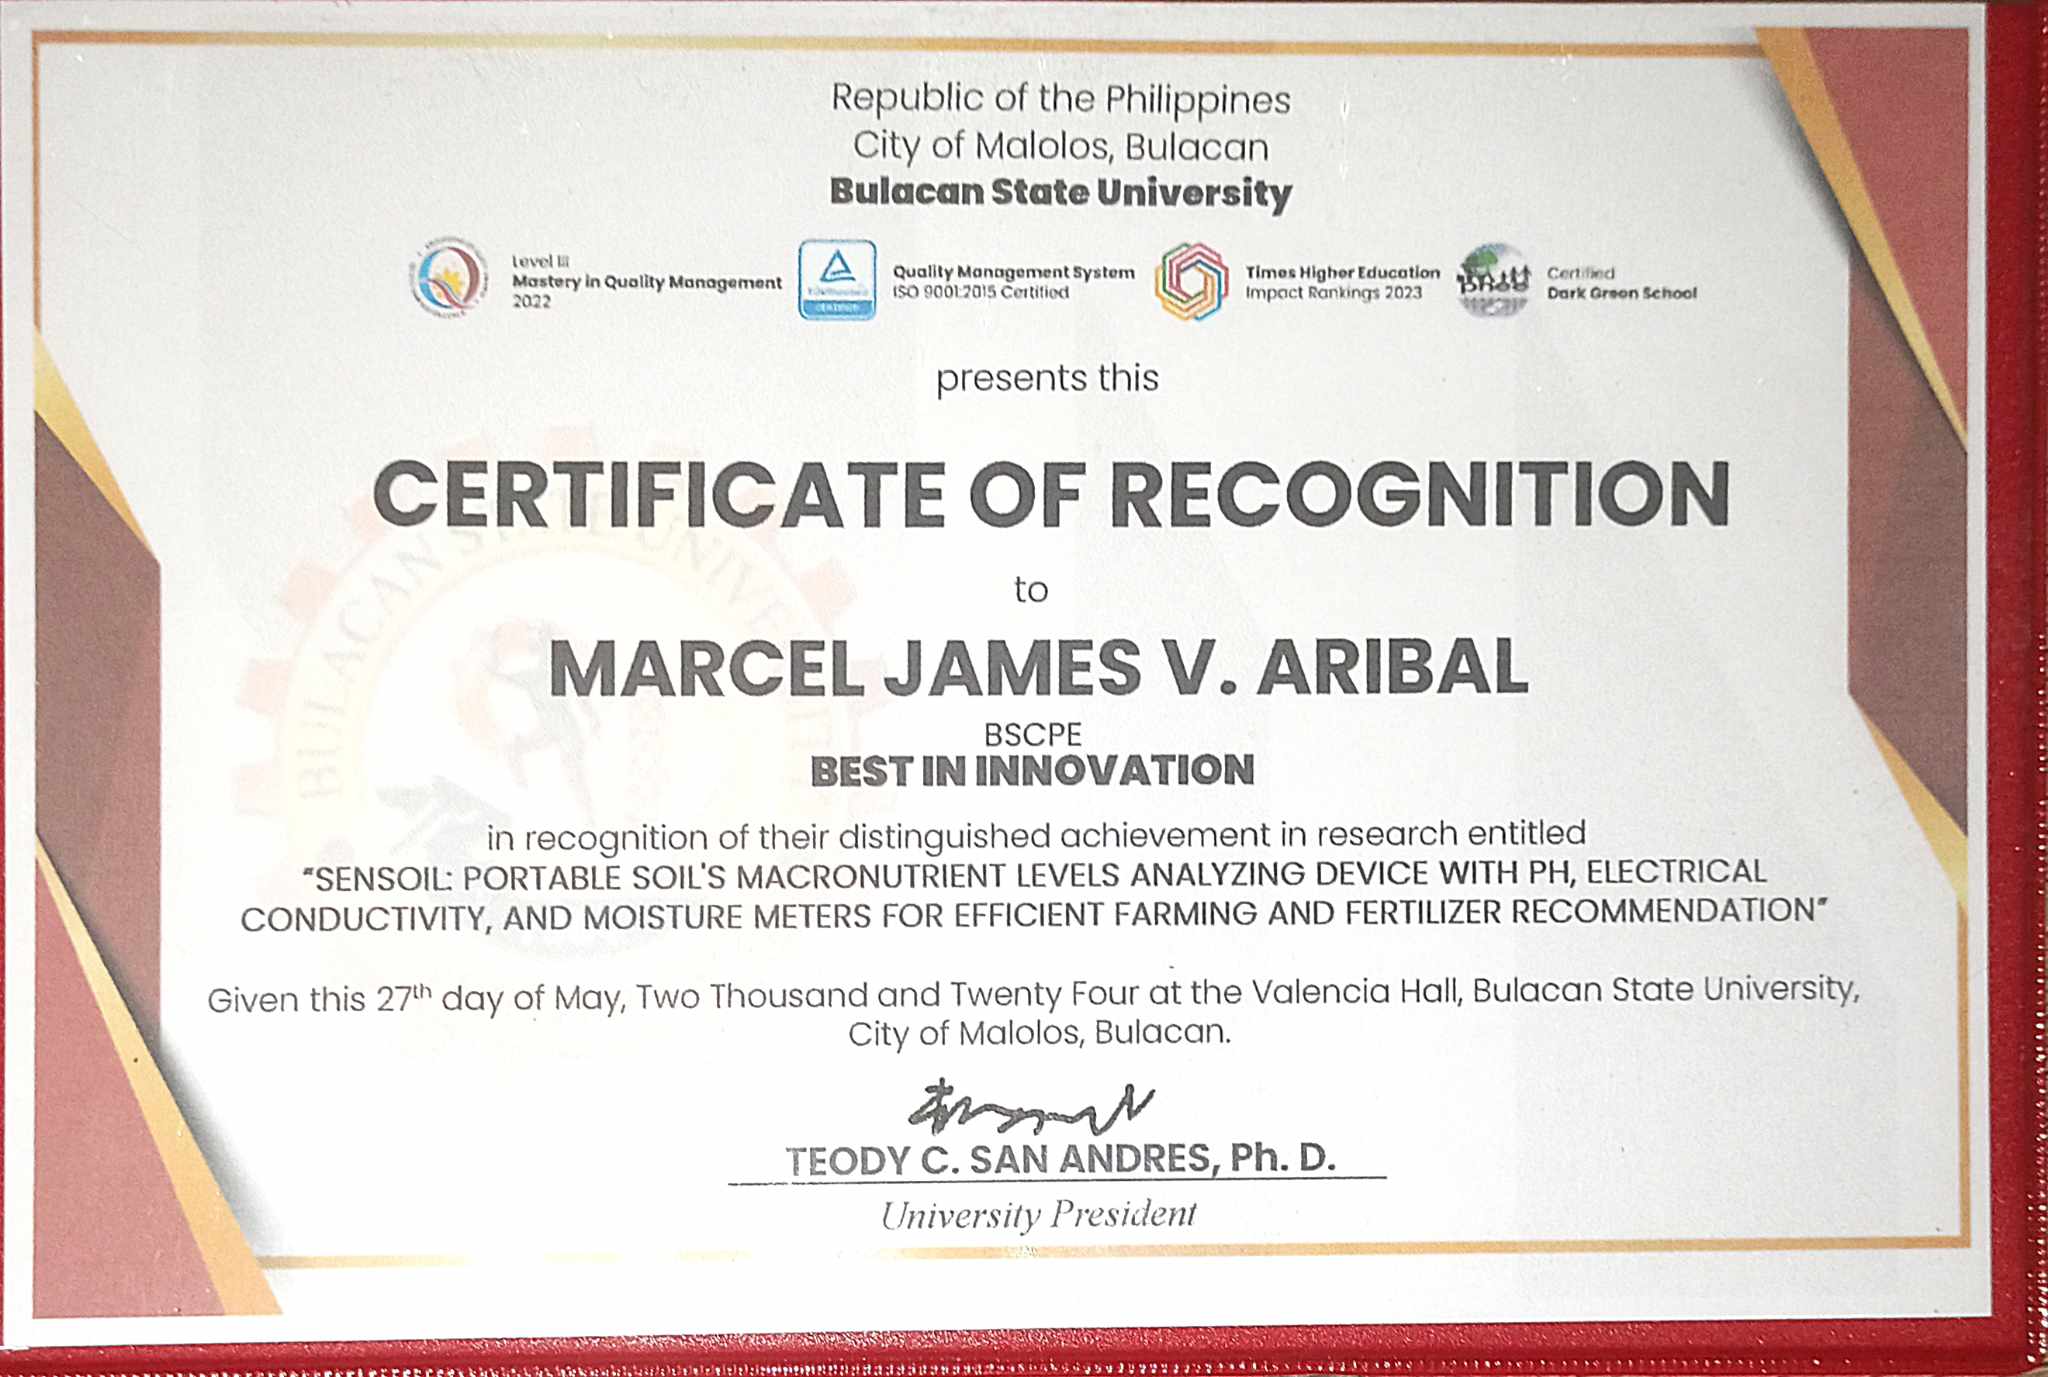 Republic of the Philippines
City of Malolos, Bulacan
Bulacan State University
Level III
Mastery in Quality Management
2022
CERTIFIED
Quality Management System
ISO 9001:2015 Certified
Times Higher Education
Impact Rankings 2023
Certified
Dark Green School
presents this
CERTIFICATE OF RECOGNITION
to
MARCEL JAMES V. ARIBAL
BSCPE
BEST IN INNOVATION
in recognition of their distinguished achievement in research entitled
"SENSOIL: PORTABLE SOIL'S MACRONUTRIENT LEVELS ANALYZING DEVICE WITH PH, ELECTRICAL
CONDUCTIVITY, AND MOISTURE METERS FOR EFFICIENT FARMING AND FERTILIZER RECOMMENDATION"
Given this 27th day of May, Two Thousand and Twenty Four at the Valencia Hall, Bulacan State University,
City of Malolos, Bulacan.
TEODY C. SAN ANDRES, Ph. D.
University President
BULACAN STATE UNIVE